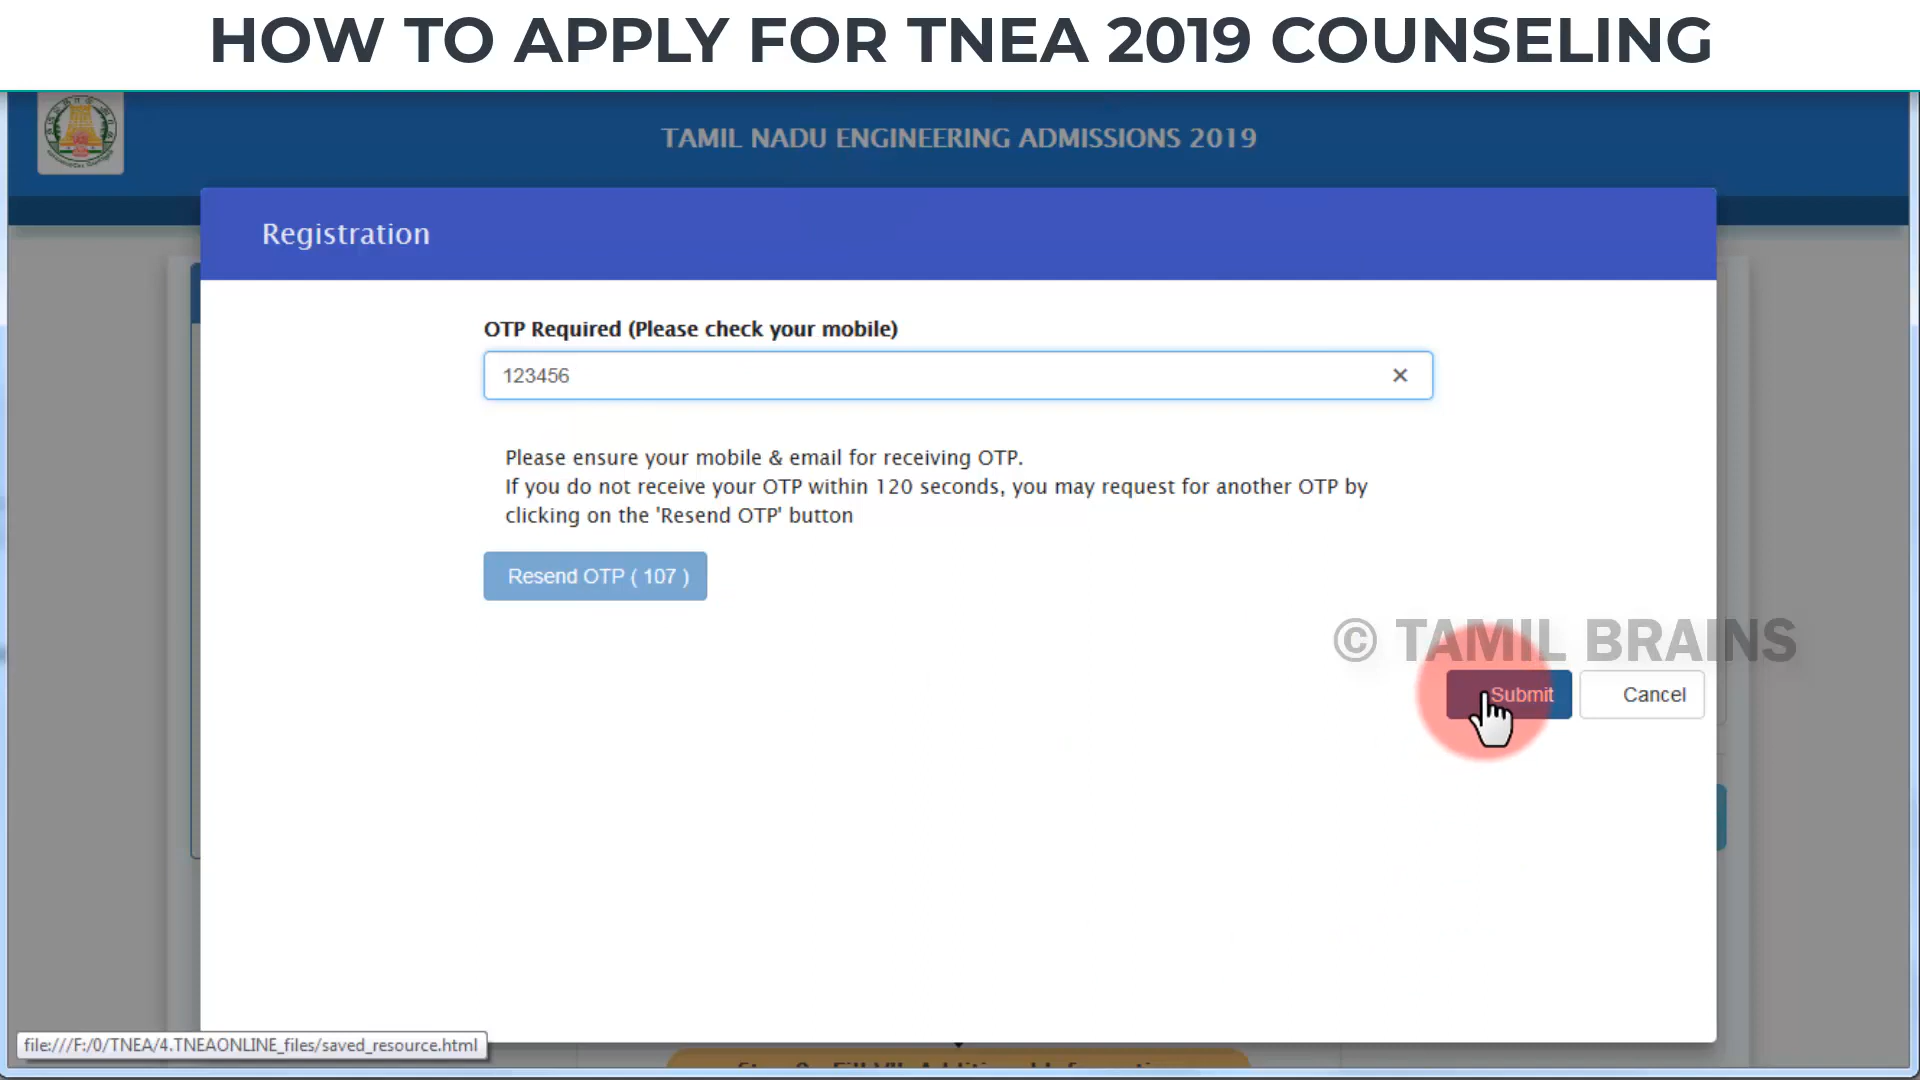 HOW TO APPLY FOR TNEA 2019 COUNSELING
TAMIL NADU ENGINEERING ADMISSIONS 2019
Registration
OTP Required (Please check your mobile)
123456
Please ensure your mobile & email for receiving OTP.
If you do not receive your OTP within 120 seconds, you may request for another OTP by
clicking on the 'Resend OTP' button
Resend OTP ( 107 )
© TAMIL BRAINS
Submit
Cancel
file:///F:/0/TNEA/4.TNEAONLINE_files/saved_resource.html